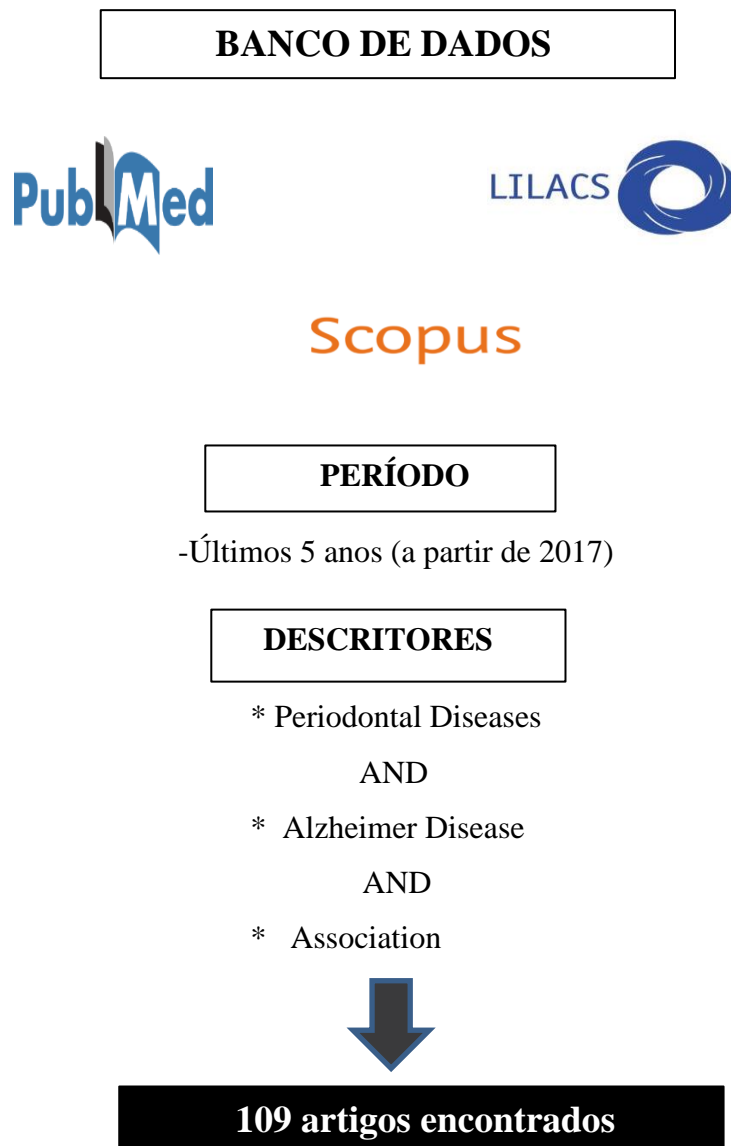 BANCO DE DADOS
PubMed
LILACS
Scopus
PERÍODO
-Últimos 5 anos (a partir de 2017)
DESCRITORES
* Periodontal Diseases
AND
* Alzheimer Disease
AND
* Association
109 artigos encontrados